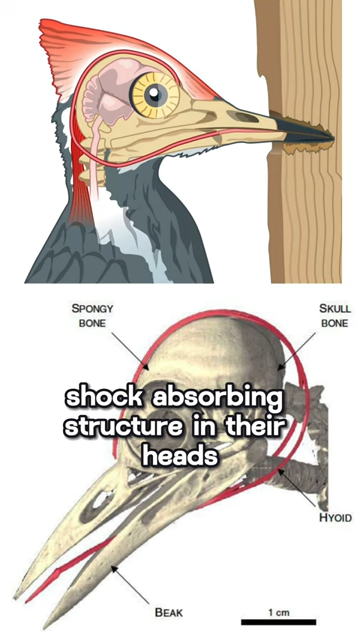 SPONGY
BONE
SKULL
BONE
shock absorbing
structure in their
heads
HYOID
BEAK
1 cm